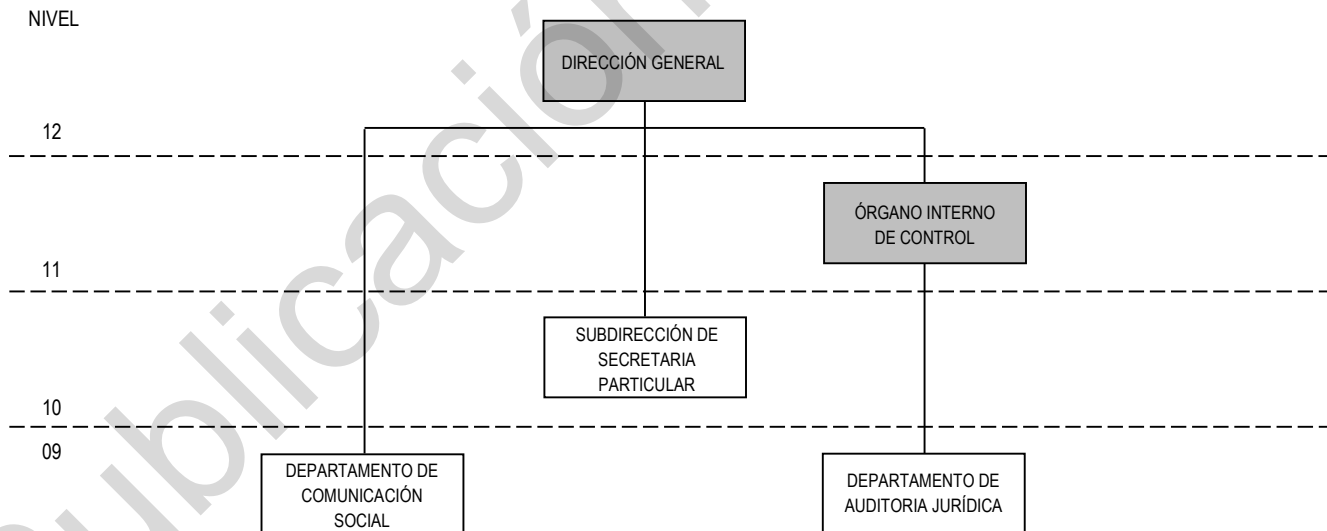 NIVEL
DIRECCIÓN GENERAL
12
ÓRGANO INTERNO
DE CONTROL
11
SUBDIRECCIÓN DE
SECRETARIA
PARTICULAR
10
09
DEPARTAMENTO DE
COMUNICACIÓN
SOCIAL
DEPARTAMENTO DE
AUDITORIA JURÍDICA
ublicación